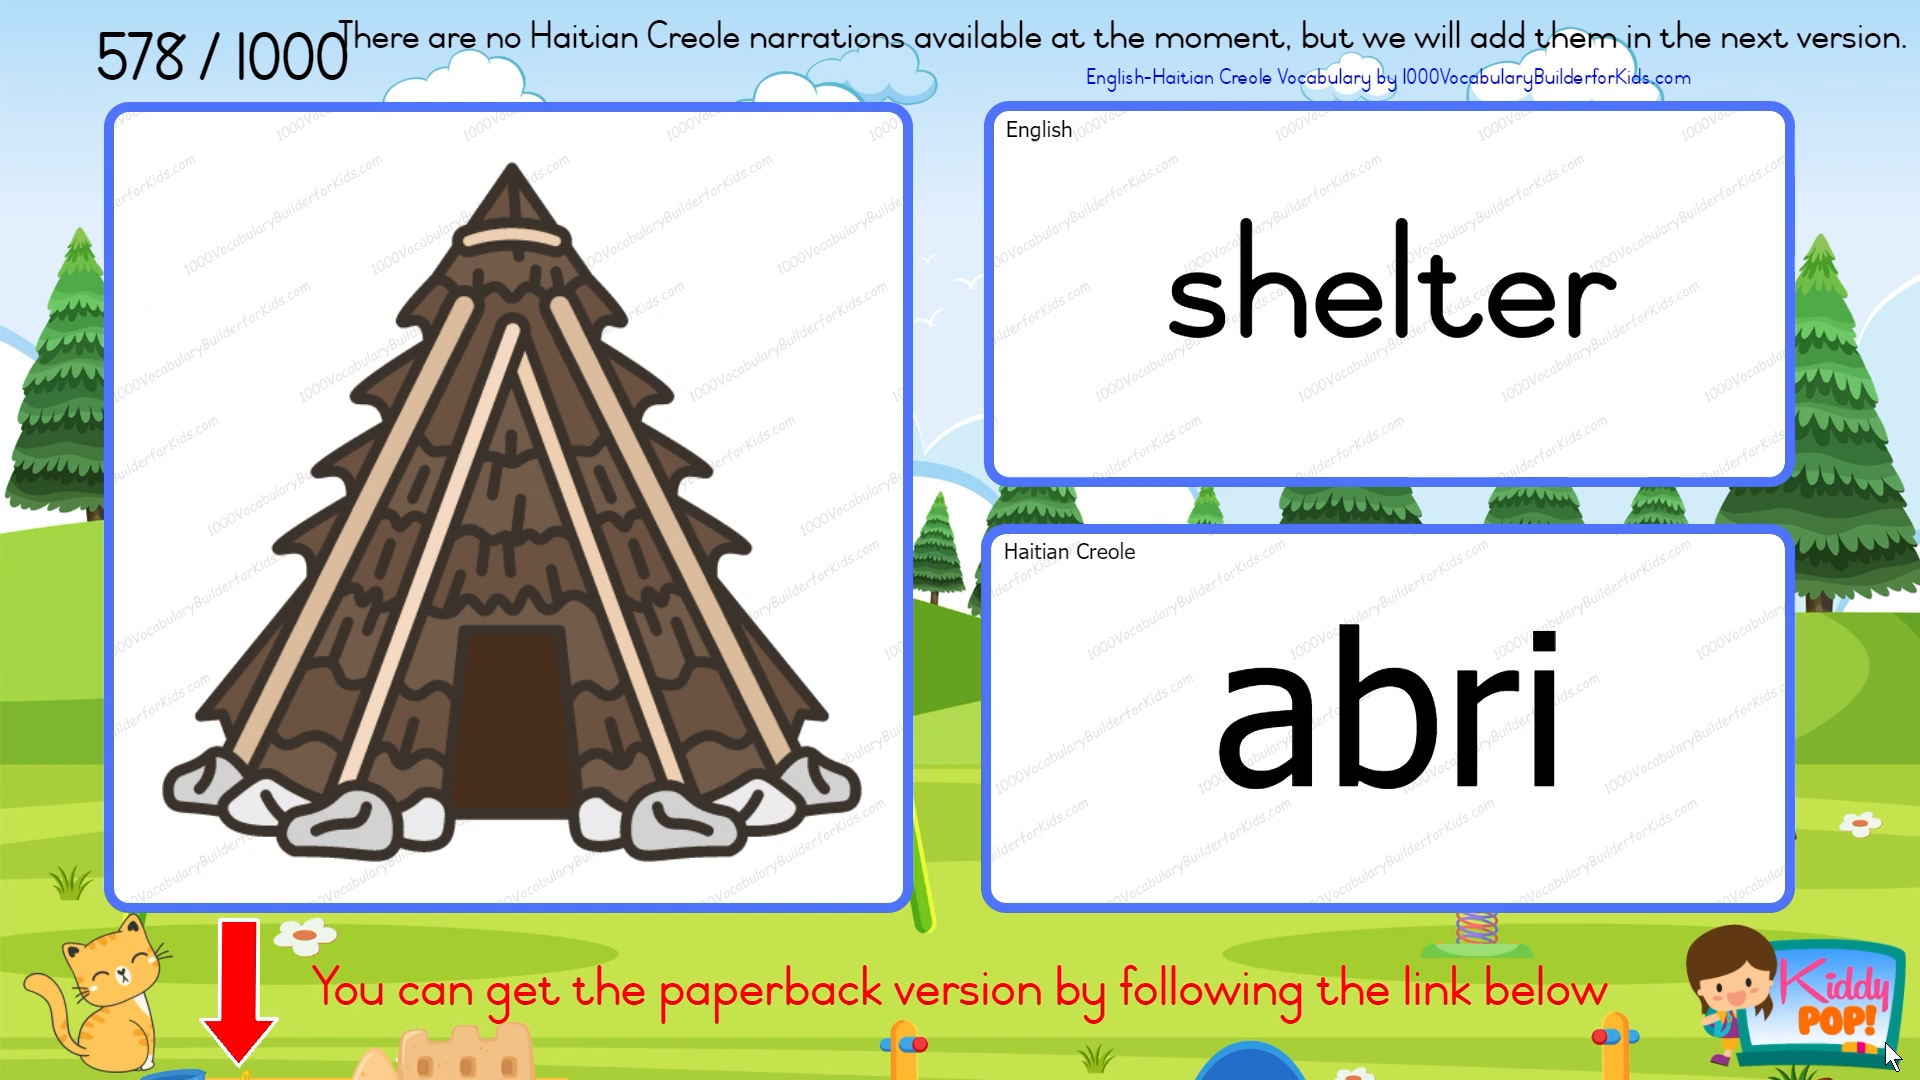 578 / 1000
There are no Haitian Creole narrations available at the moment, but we will add them in the next version.
English-Haitian Creole Vocabulary by 1000VocabularyBuilderforKids.com
English
shelter
Haitian Creole
abri
You can get the paperback version by following the link below
Kiddy
POP!
1000VocabularyBuilderforKids.com